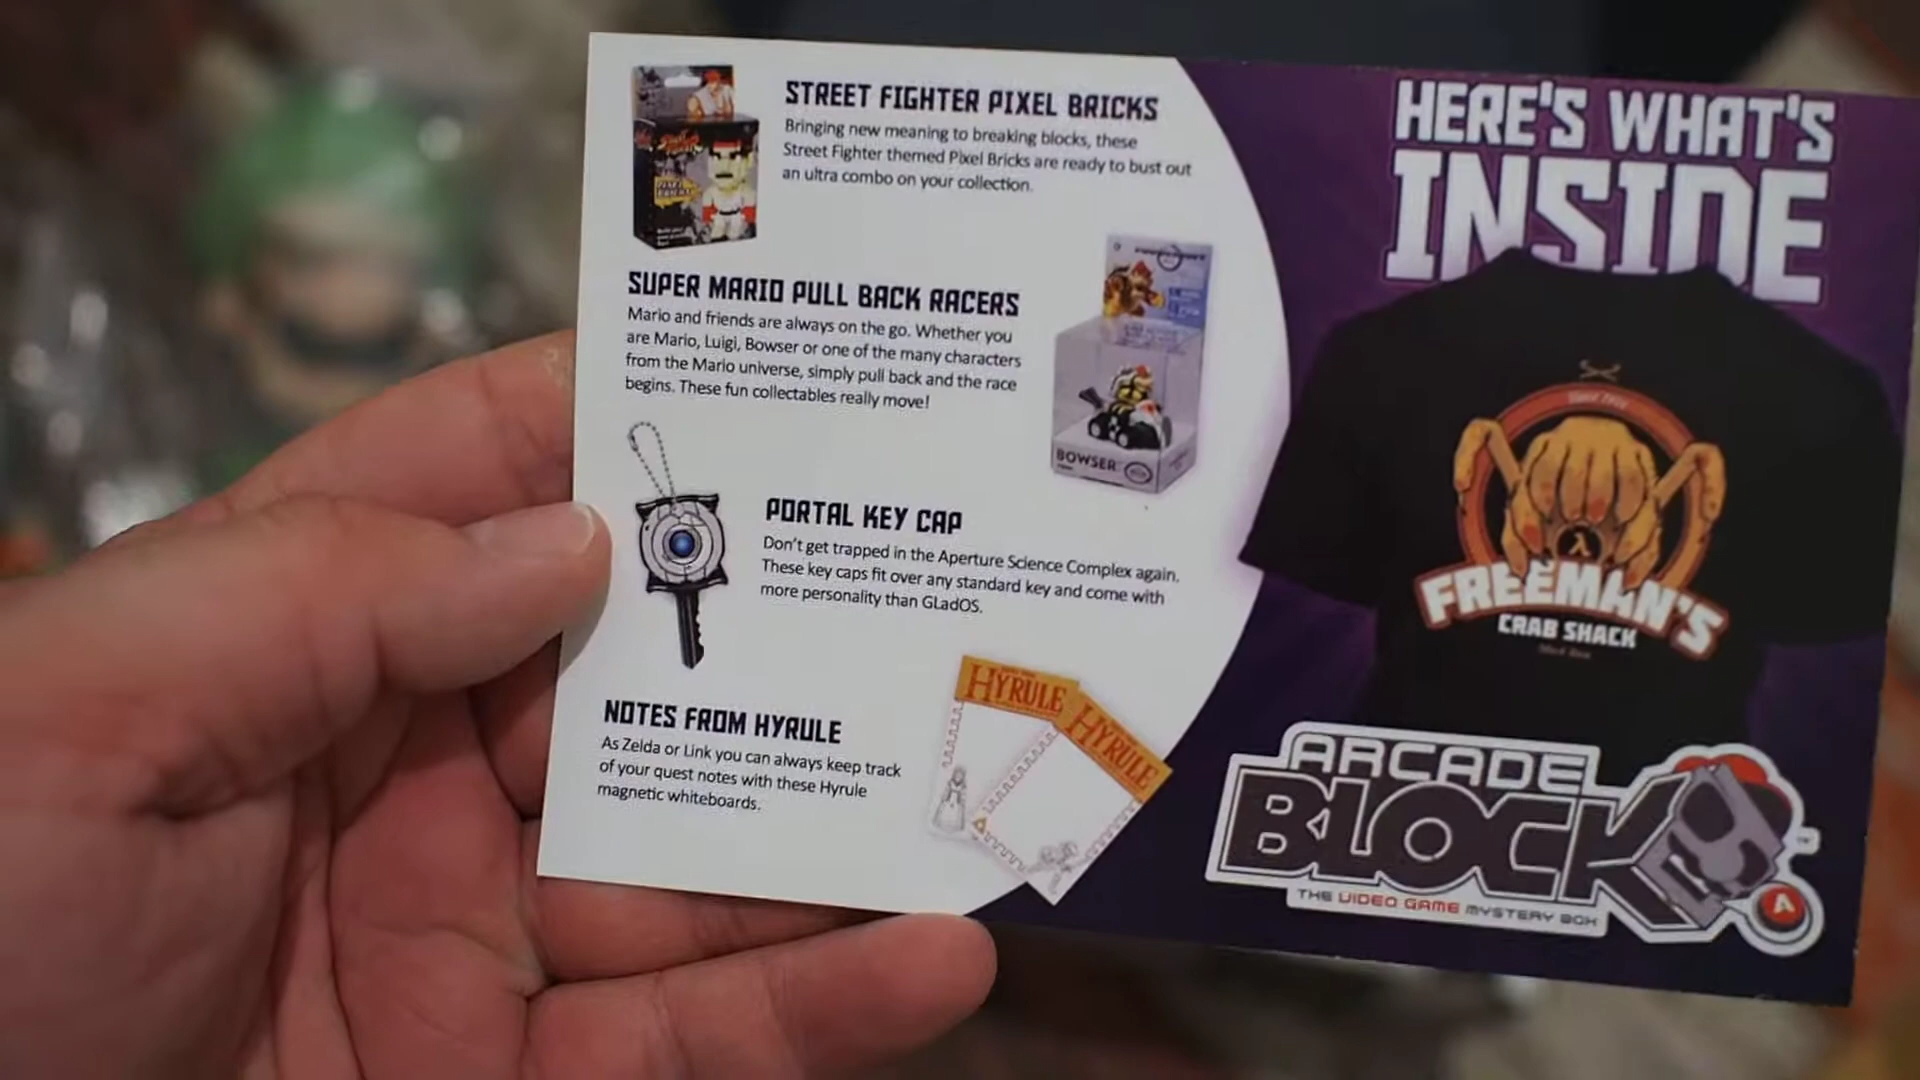 STREET FIGHTER PIXEL BRICKS
Bringing new meaning to breaking blocks, these
Street Fighter themed Pixel Bricks are ready to bust out
an ultra combo on your collection.
SUPER MARIO PULL BACK RACERS
Mario and friends are always on the go. Whether you
are Mario, Luigi, Bowser or one of the many characters
from the Mario universe, simply pull back and the race
begins. These fun collectables really move!
BOWSER
PORTAL KEY CAP
Don't get trapped in the Aperture Science Complex again.
These key caps fit over any standard key and come with
more personality than GLadOS.
NOTES FROM HYRULE
As Zelda or Link you can always keep track
of your quest notes with these Hyrule
magnetic whiteboards.
HYRULE
HYRULE
HERE'S WHAT'S
INSIDE
FREEMAN'S
CRAB SHACK
ARCADE
BLOCK
THE VIDEO GAME MYSTERY BOX
A